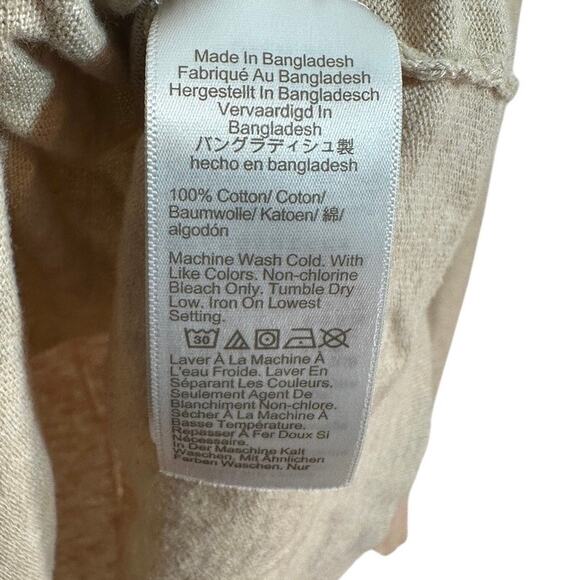 Made In Bangladesh
Fabriqué Au Bangladesh
Hergestellt In Bangladesch
Vervaardigd In
Bangladesh
バングラディシュ製
hecho en bangladesh
100% Cotton/ Coton/
Baumwolle/ Katoen/ 綿/
algodón
Machine Wash Cold. With
Like Colors. Non-chlorine
Bleach Only. Tumble Dry
Low. Iron On Lowest
Setting.
30
Laver À La Machine À
L'eau Froide. Laver En
Séparant Les Couleurs.
Seulement Agent De
Blanchiment Non-chlore.
Sécher À La Machine À
Basse Température.
Repasser À Fer Doux Si
Nécessaire.
In Der Maschine Kalt
Waschen. Mit Ähnlichen
Farben Waschen. Nur